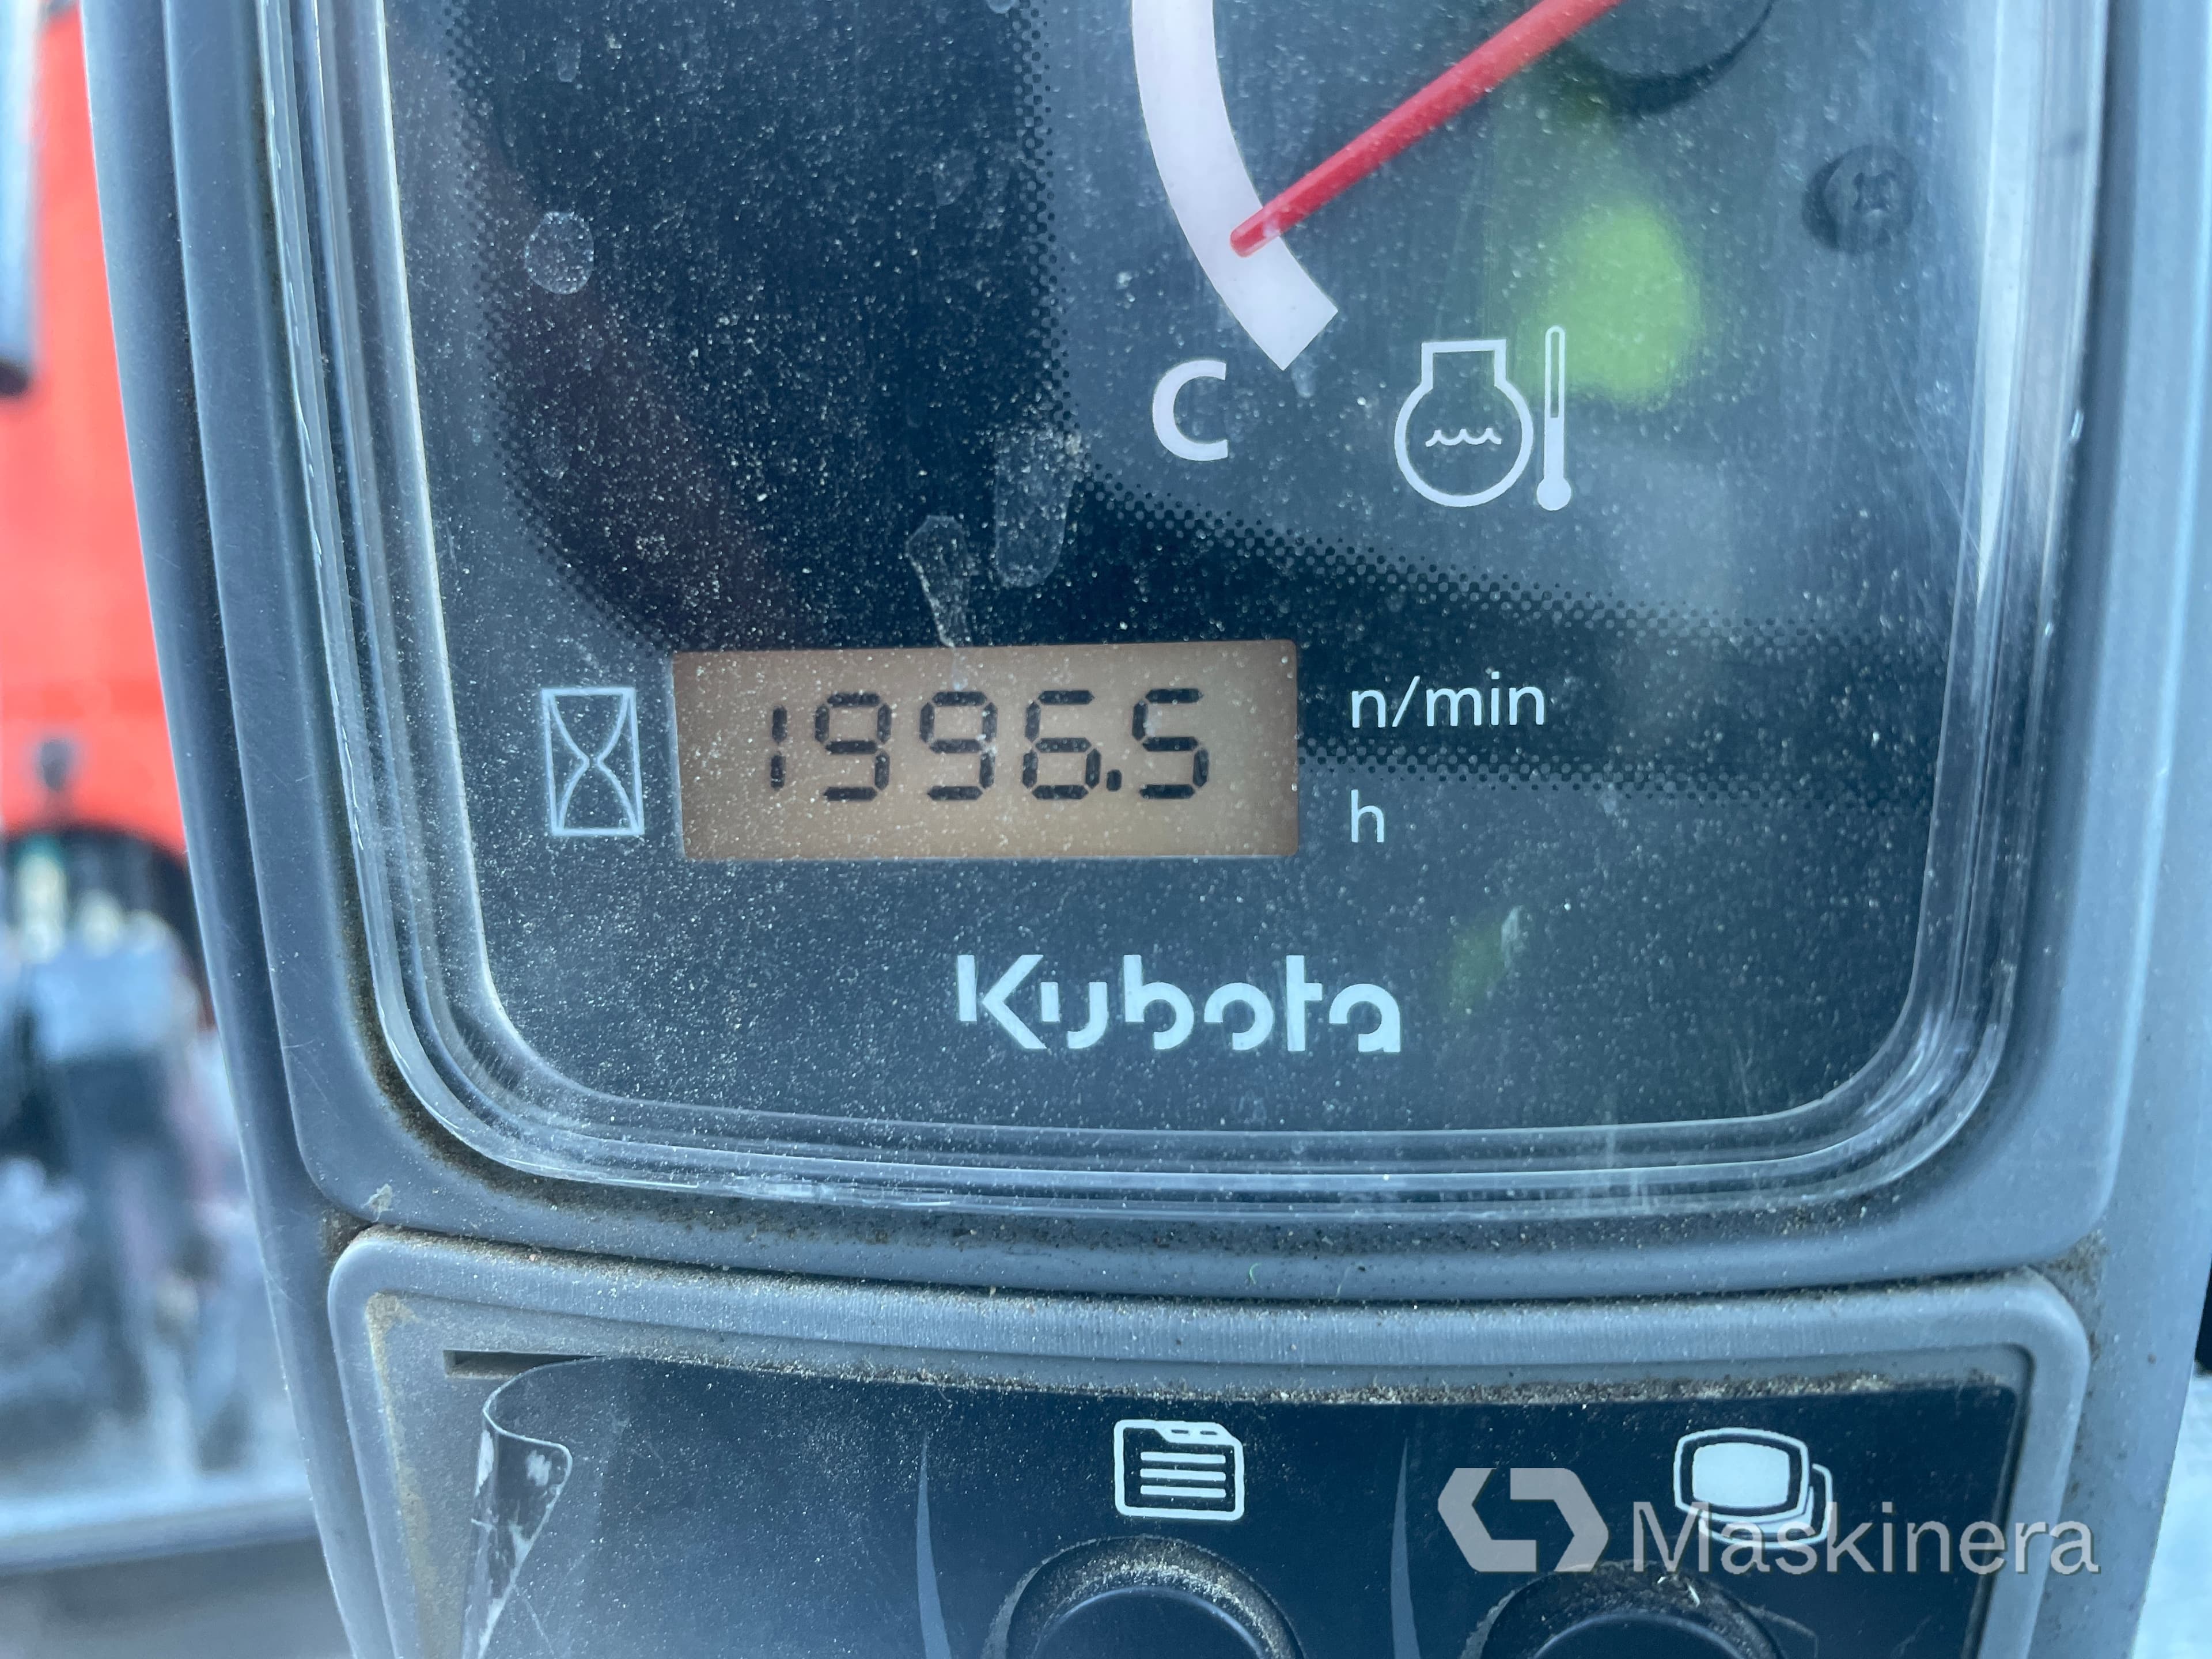 C
1996.5
n/min
h
Kubota
Maskinera